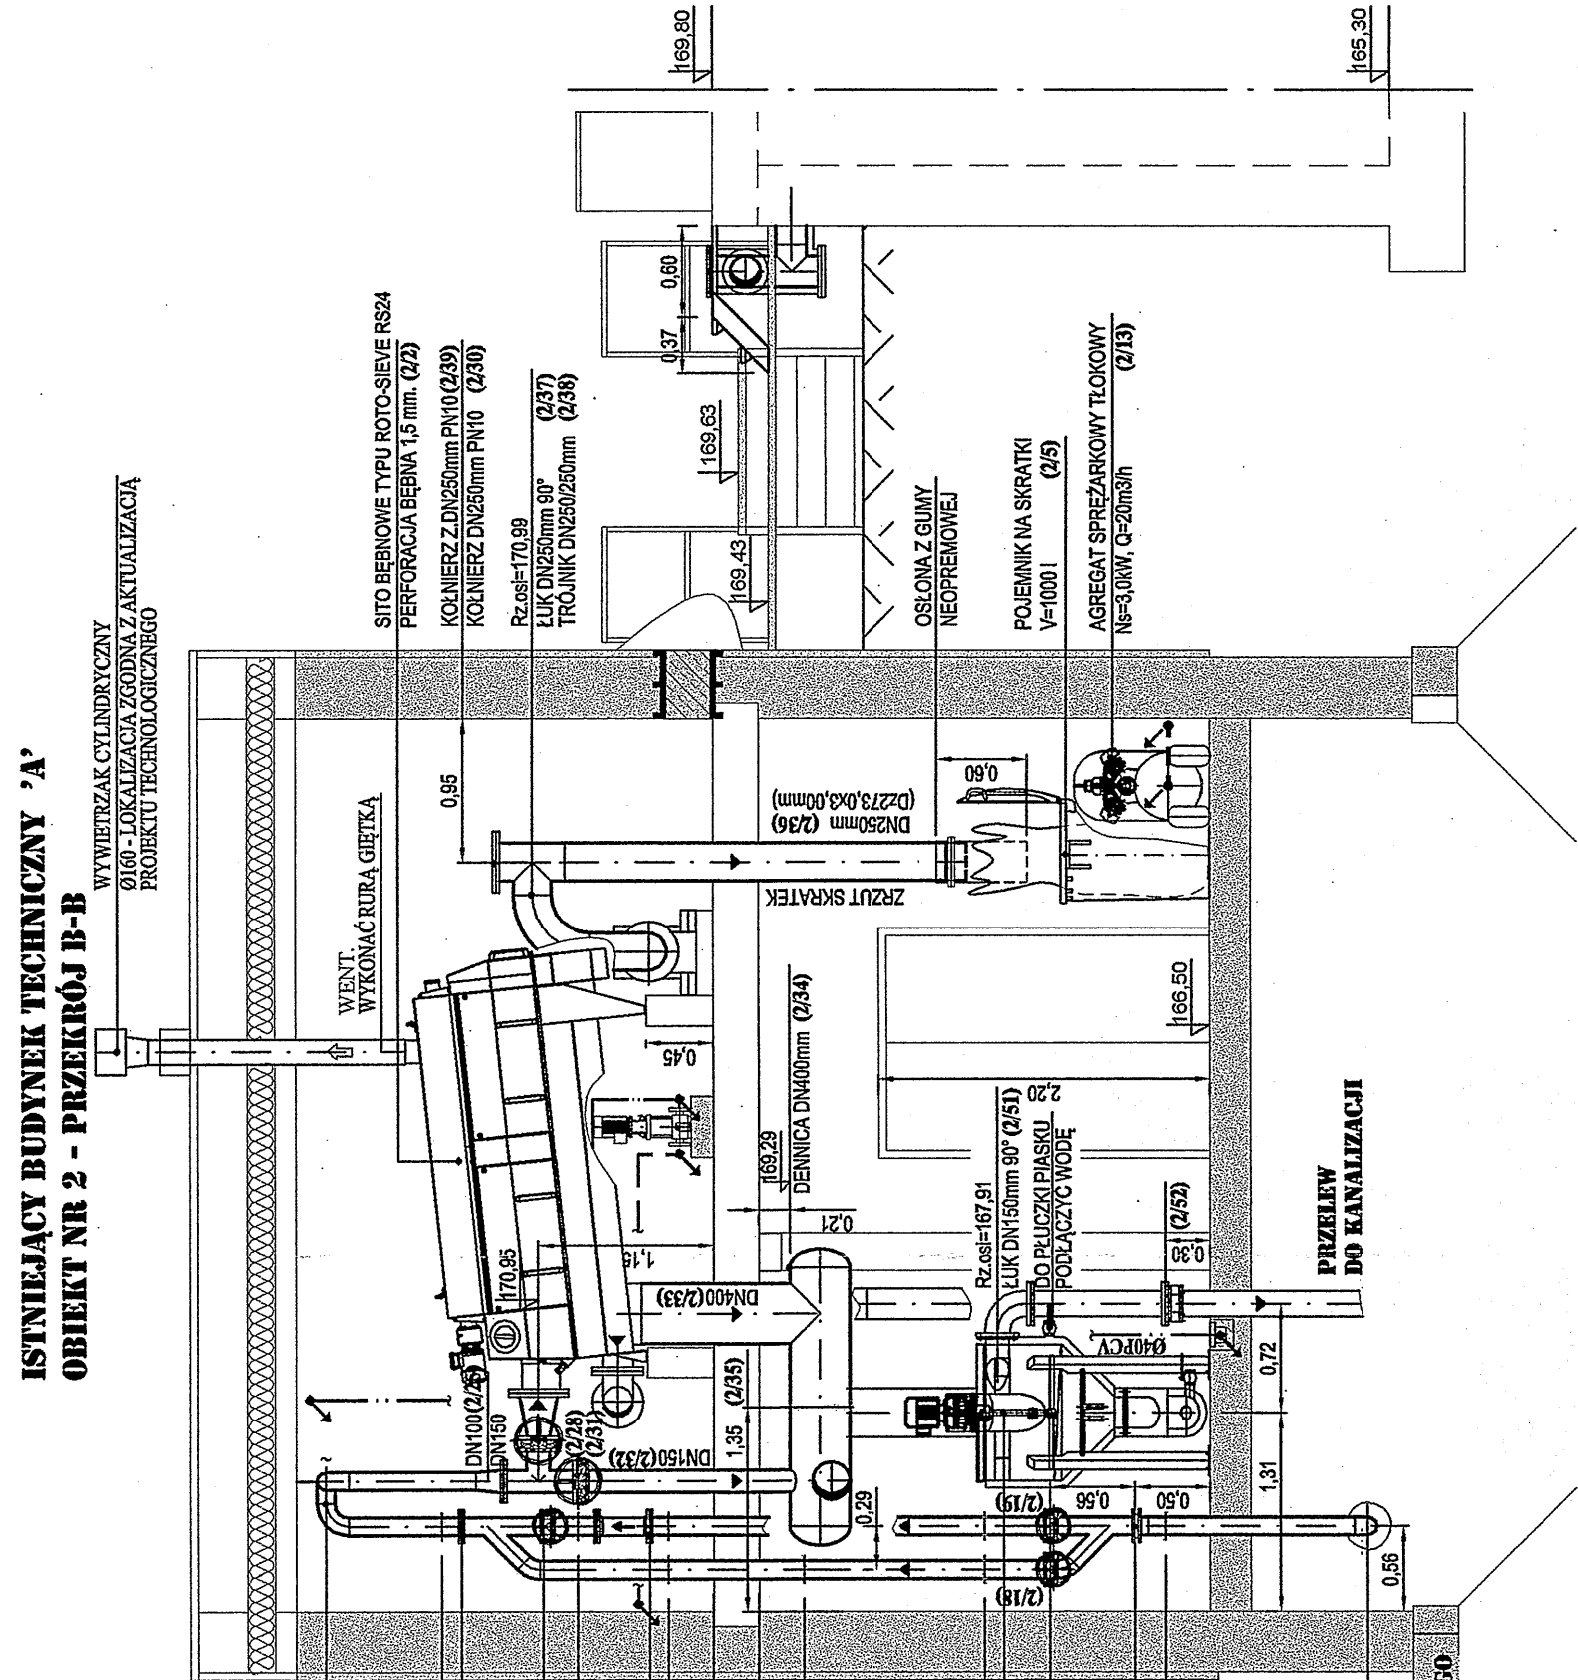 ISTNIEJĄCY BUDYNEK TECHNICZNY 'A'
OBIEKT NR 2 - PRZEKRÓJ B-B
WYWIETRZAK CYLINDRYCZNY
Ø160 - LOKALIZACJA ZGODNA Z AKTUALIZACJĄ
PROJEKTU TECHNOLOGICZNEGO
WENT.
WYKONAĆ RURĄ GIĘTKĄ
SITO BĘBNOWE TYPU ROTO-SIEVE RS24
PERFORACJA BĘBNA 1,5 mm. (2/2)
KOŁNIERZ Z.DN250mm PN10 (2/39)
KOŁNIERZ DN250mm PN10 (2/30)
Rz.osi=170,99
ŁUK DN250mm 90° (2/37)
TRÓJNIK DN250/250mm (2/38)
169,80
165,30
0,60
0,37
169,63
169,43
OSŁONA Z GUMY
NEOPREMOWEJ
POJEMNIK NA SKRATKI
V=1000 l (2/5)
AGREGAT SPRĘŻARKOWY TŁOKOWY
Ns=3,0kW, Q=20m3/h (2/13)
0,95
DN250mm (2/36)
(Dz273,0x3,00mm)
ZRZUT SKRATEK
0,60
0,45
1,15
170,95
169,29
DENNICA DN400mm (2/34)
0,21
166,50
2,20
DN400 (2/33)
Rz.osi=167,91
ŁUK DN150mm 90° (2/51)
DO PŁUCZKI PIASKU
PODŁĄCZYC WODĘ
(2/52)
0,30
PRZELEW
DO KANALIZACJI
Ø40PCV
0,72
DN100
DN150
(2/28)
(2/31)
DN150 (2/32)
1,35
(2/35)
0,29
(2/19)
(2/18)
0,56
0,50
1,31
0,56
GO